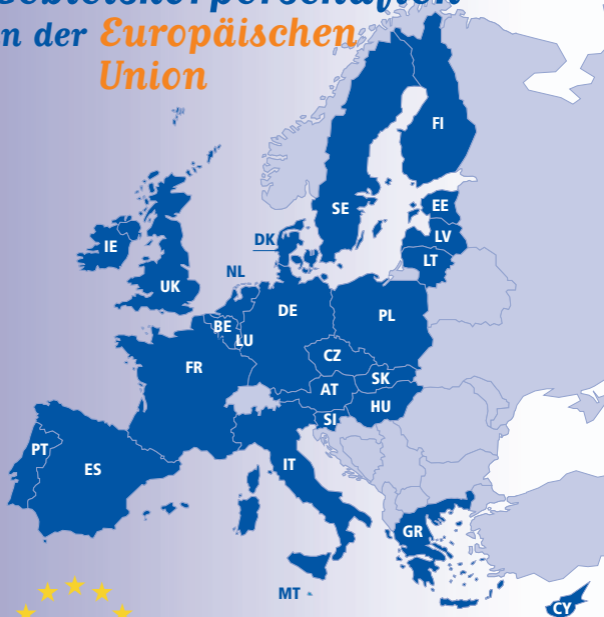 n der Europäischen
Union
FI
SE
EE
DK
LV
IE
LT
NL
UK
DE
PL
BE
LU
CZ
FR
SK
AT
HU
SI
PT
IT
ES
GR
MT
CY